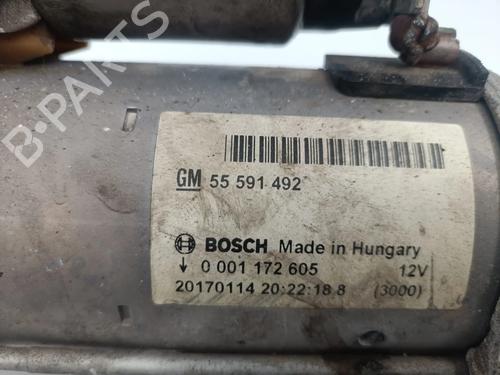 B-PARTS
GM 55 591 492
BOSCH Made in Hungary
0 001 172 605 12V
20170114 20:22:18 8 (3000)